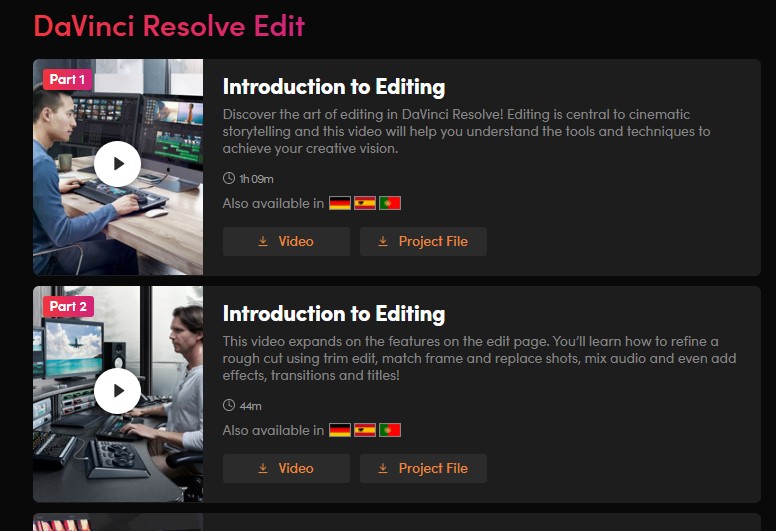 DaVinci Resolve Edit
Part 1
Introduction to Editing
Discover the art of editing in DaVinci Resolve! Editing is central to cinematic
storytelling and this video will help you understand the tools and techniques to
achieve your creative vision.
1h 09m
Also available in
Video
Project File
Part 2
Introduction to Editing
This video expands on the features on the edit page. You’ll learn how to refine a
rough cut using trim edit, match frame and replace shots, mix audio and even add
effects, transitions and titles!
44m
Also available in
Video
Project File